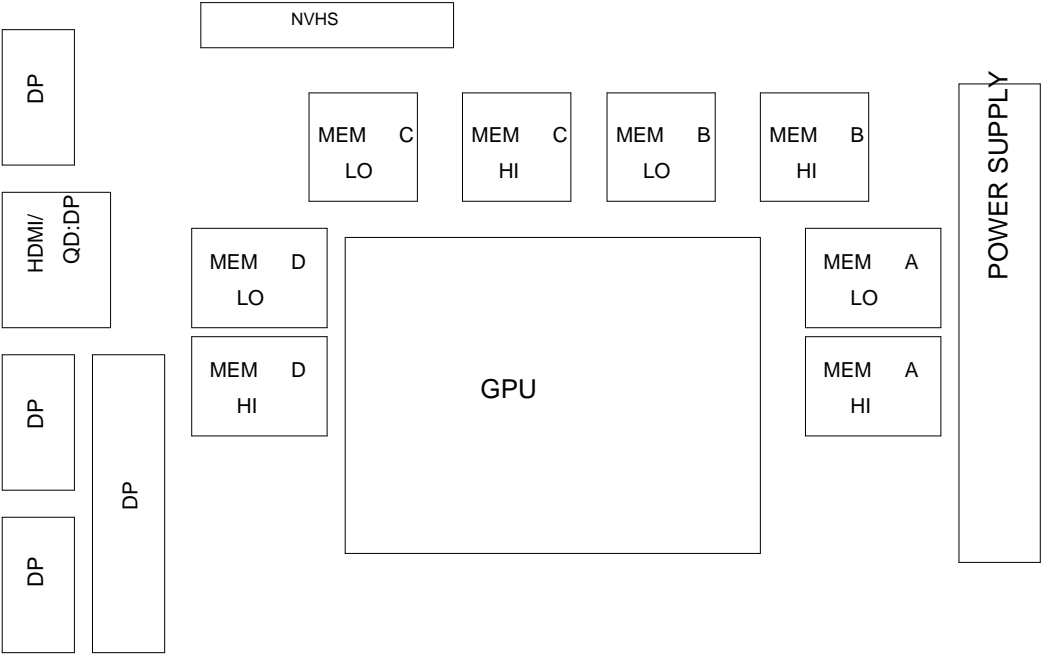 NVHS
DP
POWER SUPPLY
MEM C
LO
MEM C
HI
MEM B
LO
MEM B
HI
HDMI/
QD:DP
MEM D
LO
MEM A
LO
MEM D
HI
GPU
MEM A
HI
DP
DP
DP